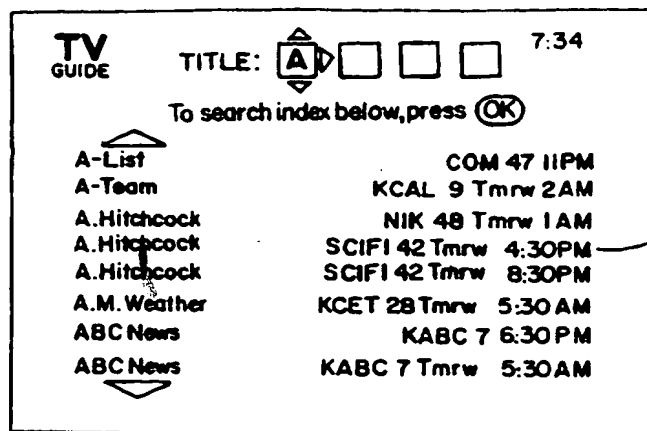 TV GUIDE TITLE: A 7:34
To search index below, press OK
A-List COM 47 11PM
A-Team KCAL 9 Tmrw 2AM
A.Hitchcock NIK 48 Tmrw 1AM
A.Hitchcock SCIFI 42 Tmrw 4:30PM
A.Hitchcock SCIFI 42 Tmrw 8:30PM
A.M. Weather KCET 28 Tmrw 5:30AM
ABC News KABC 7 6:30PM
ABC News KABC 7 Tmrw 5:30AM